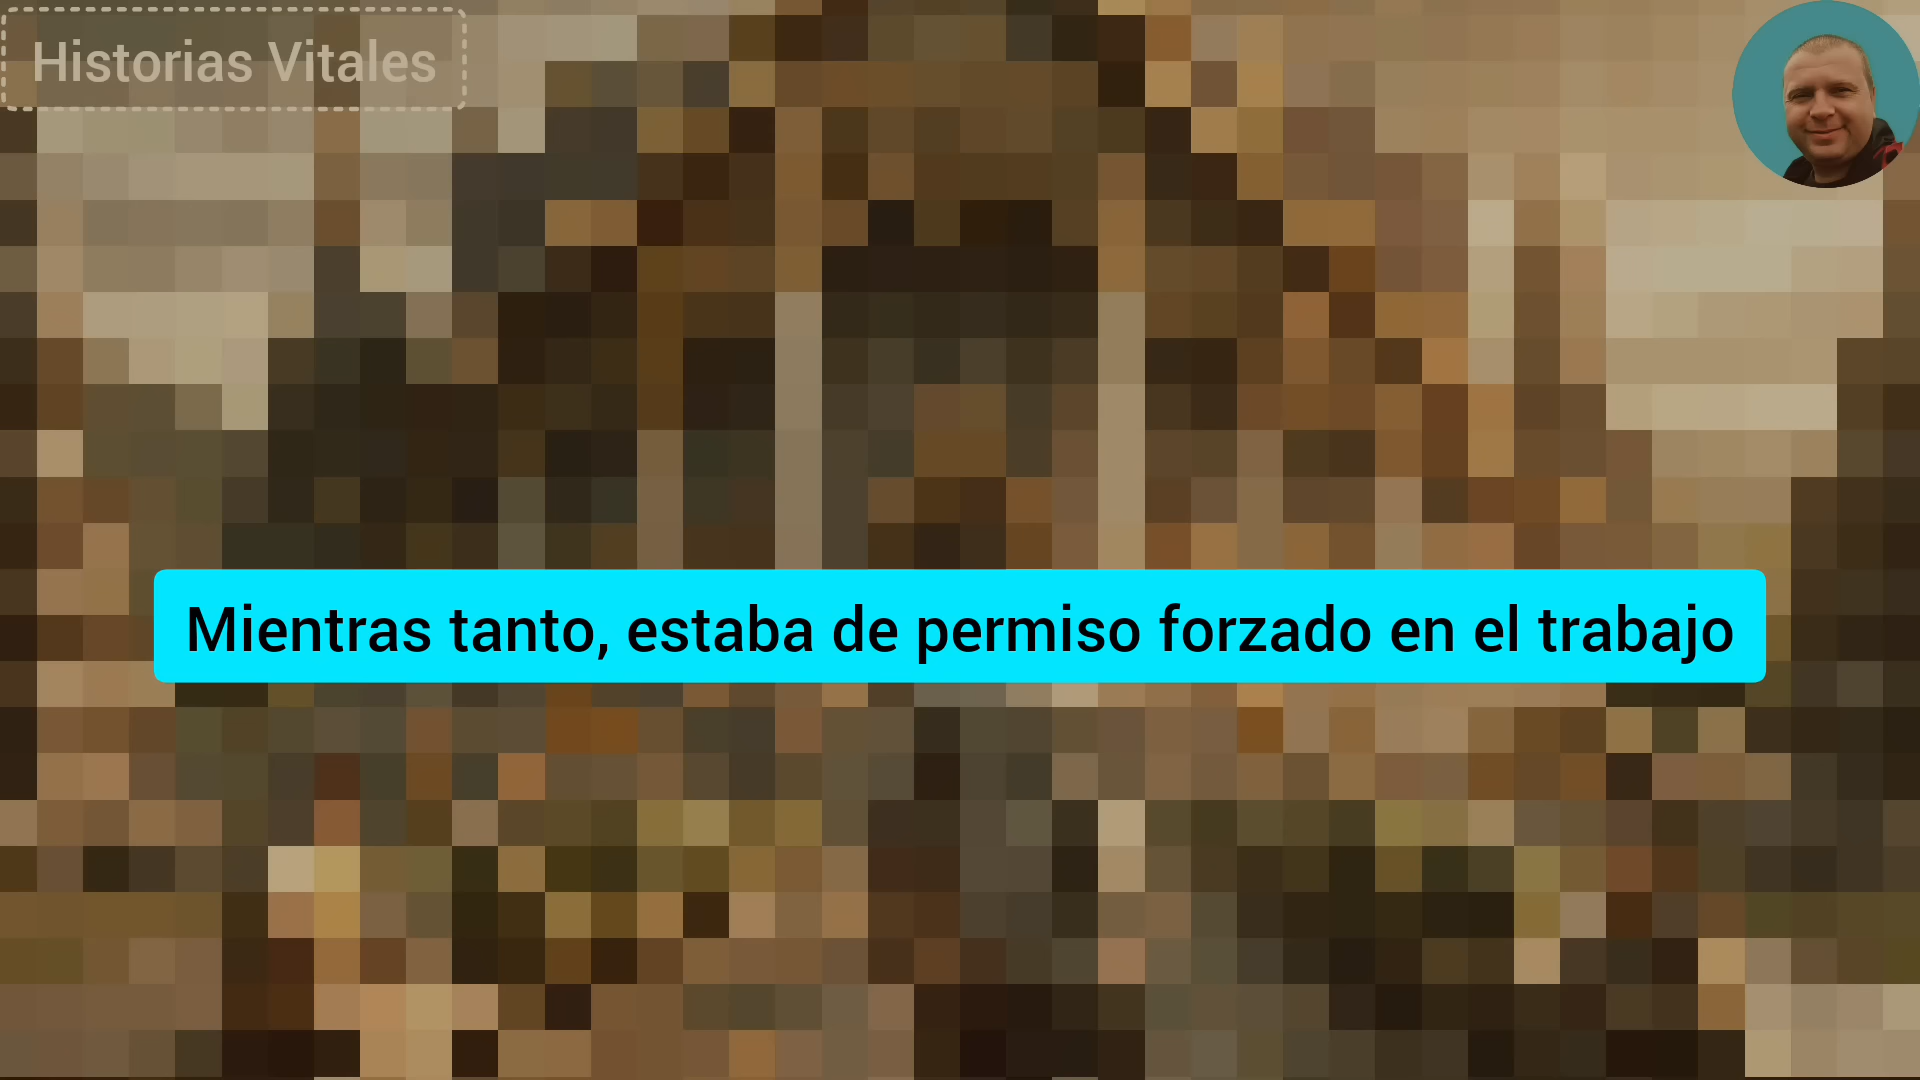 Historias Vitales
Mientras tanto, estaba de permiso forzado en el trabajo